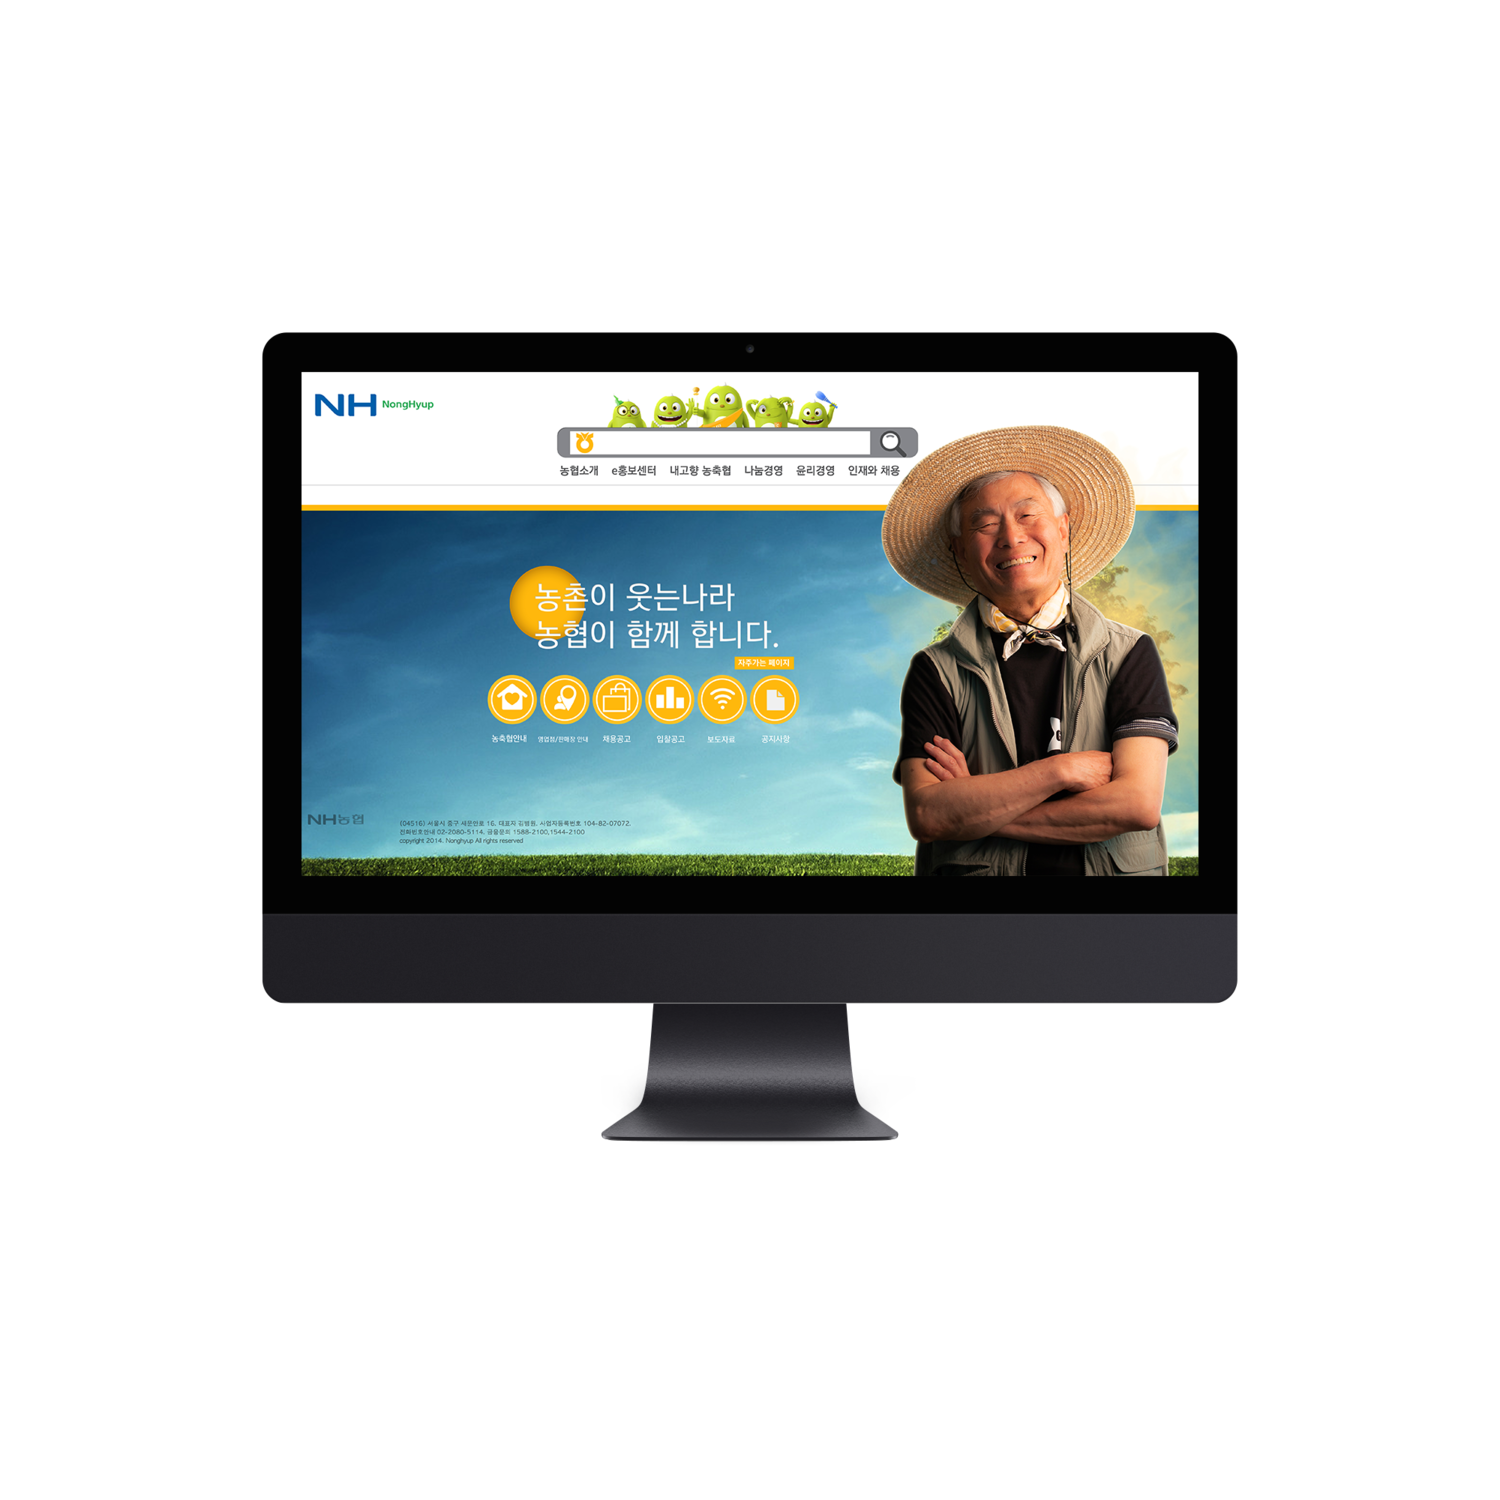 NH NongHyup
농협소개 e홍보센터 내고향 농축협 나눔경영 윤리경영 인재와 채용
농촌이 웃는나라
농협이 함께 합니다.
자주가는 페이지
농축협안내 영업점/판매장 안내 채용공고 입찰공고 보도자료 공지사항
NH농협
(04516) 서울시 중구 새문안로 16, 대표자 김병원, 사업자등록번호 104-82-07072,
전화번호안내 02-2080-5114, 금융문의 1588-2100,1544-2100
copyright 2014. Nonghyup All rights reserved